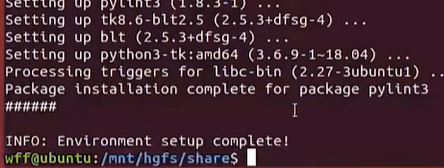 Setting up pylint3 (1.8.3-1) ...
Setting up tk8.6-blt2.5 (2.5.3+dfsg-4) ...
Setting up blt (2.5.3+dfsg-4) ...
Setting up python3-tk:amd64 (3.6.9-1~18.04) ...
Processing triggers for libc-bin (2.27-3ubuntu1) ..
Package installation complete for package pylint3
######
INFO: Environment setup complete!
wff@ubuntu:/mnt/hgfs/share$